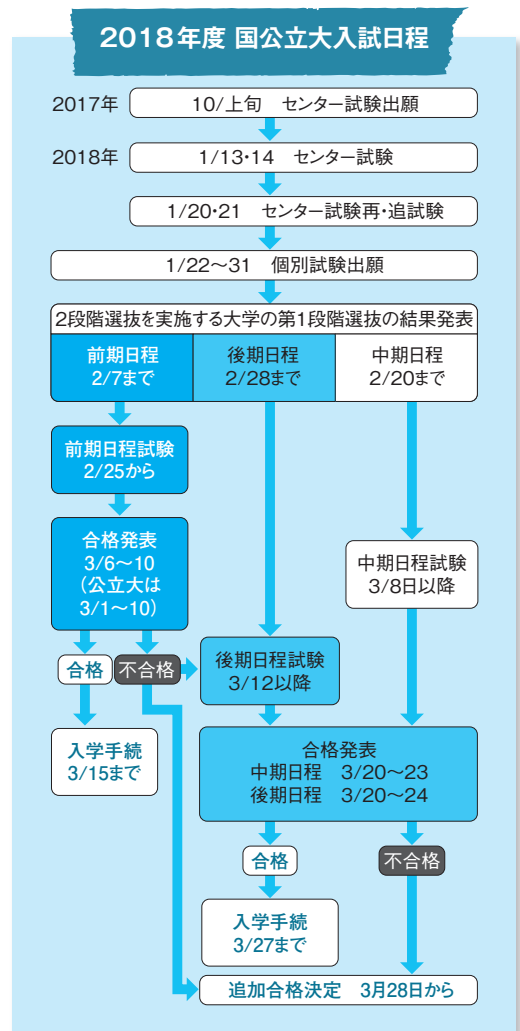 2018年度 国公立大入試日程
2017年
10/上旬 センター試験出願
2018年
1/13・14 センター試験
1/20・21 センター試験再・追試験
1/22〜31 個別試験出願
2段階選抜を実施する大学の第1段階選抜の結果発表
前期日程
2/7まで
後期日程
2/28まで
中期日程
2/20まで
前期日程試験
2/25から
合格発表
3/6〜10
(公立大は
3/1〜10)
中期日程試験
3/8日以降
合格
不合格
後期日程試験
3/12以降
入学手続
3/15まで
合格発表
中期日程 3/20〜23
後期日程 3/20〜24
合格
不合格
入学手続
3/27まで
追加合格決定 3月28日から